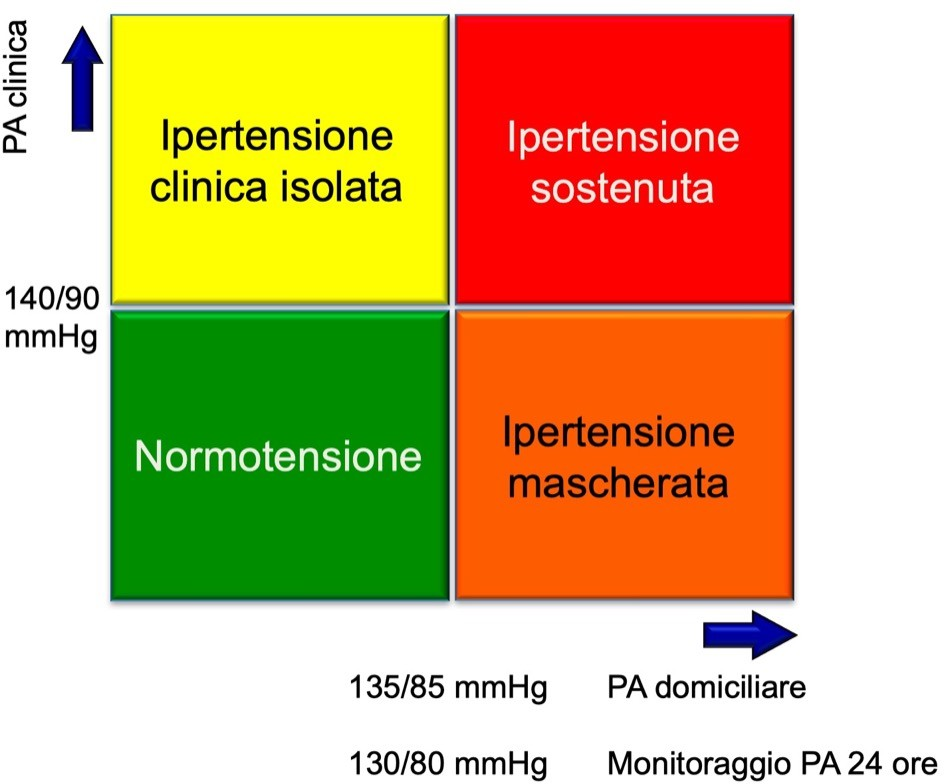 PA clinica
Ipertensione
clinica isolata
Ipertensione
sostenuta
140/90
mmHg
Normotensione
Ipertensione
mascherata
135/85 mmHg PA domiciliare
130/80 mmHg Monitoraggio PA 24 ore